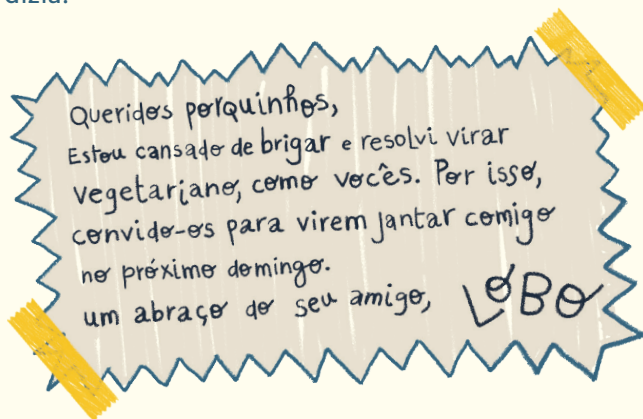 dizia:
Queridos porquinhos,
Estou cansado de brigar e resolvi virar
vegetariano, como vocês. Por isso,
convido-os para virem jantar comigo
no próximo domingo.
um abraço do seu amigo, LOBO